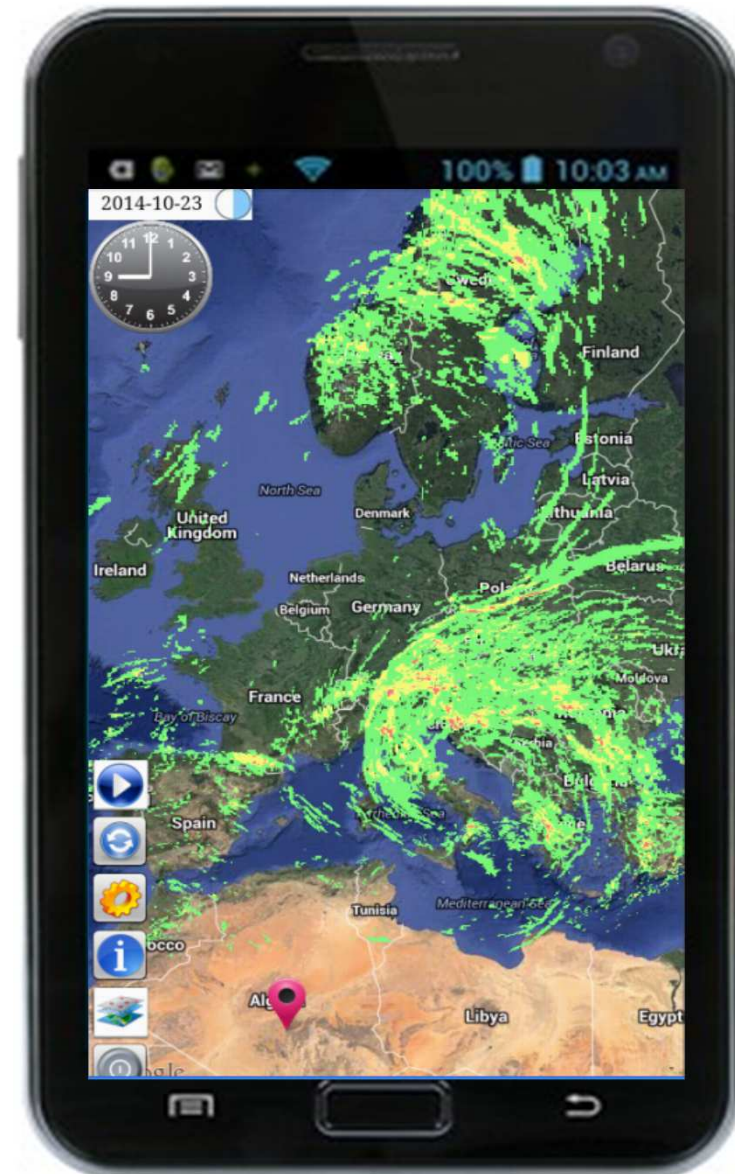 100% 10:03 AM
2014-10-23
11 12 1
10 2
9 3
8 4
7 6 5
Finland
Estonia
Latvia
North Sea
Denmark
Lithuania
United
Kingdom
Ireland
Belarus
Netherlands
Belgium
Germany
Moldova
France
Bay of Biscay
Spain
Tunisia
Mediterranean Sea
Libya
Egypt